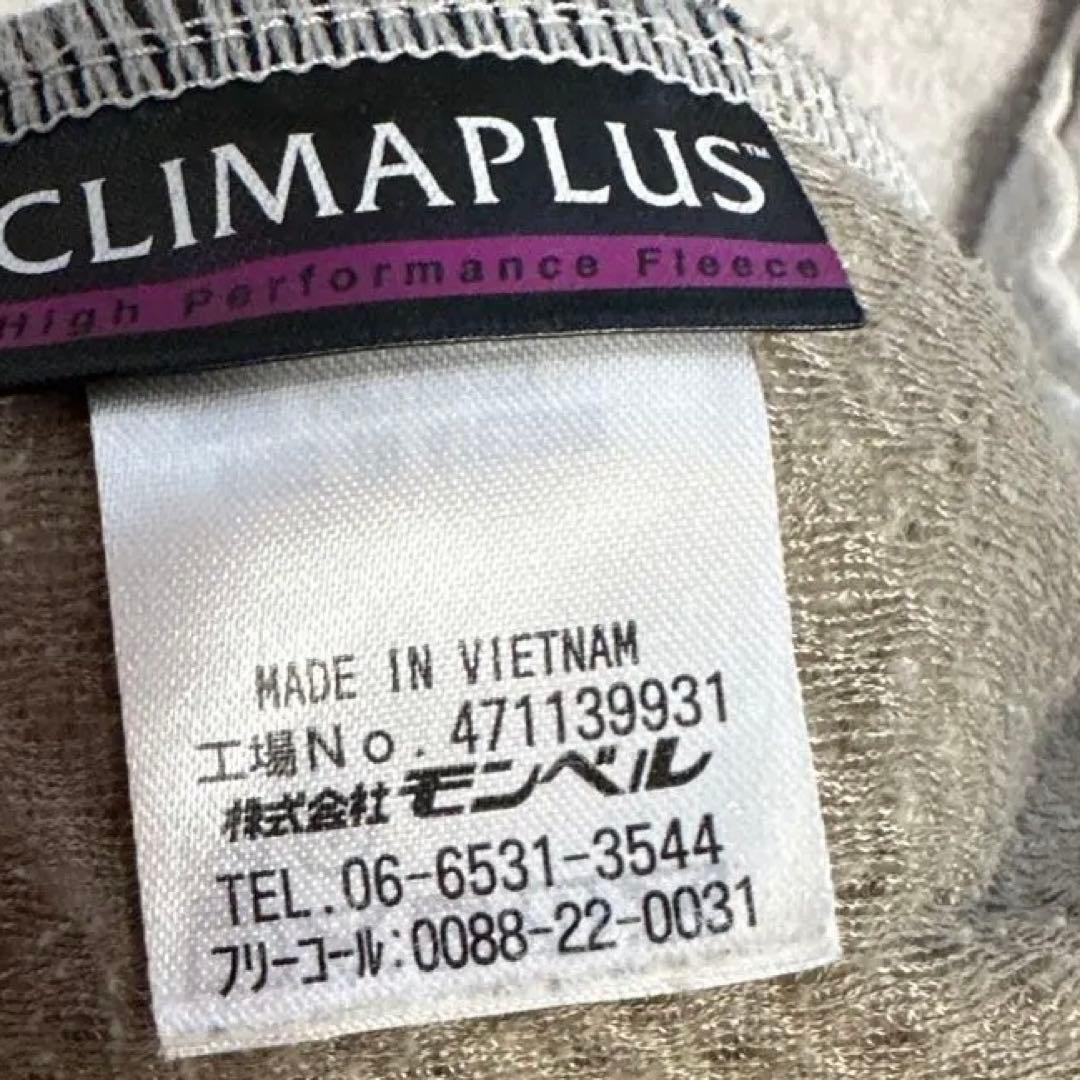 CLIMAPLUS™
High Performance Fleece
MADE IN VIETNAM
工場No. 471139931
株式会社モンベル
TEL.06-6531-3544
フリーコール:0088-22-0031